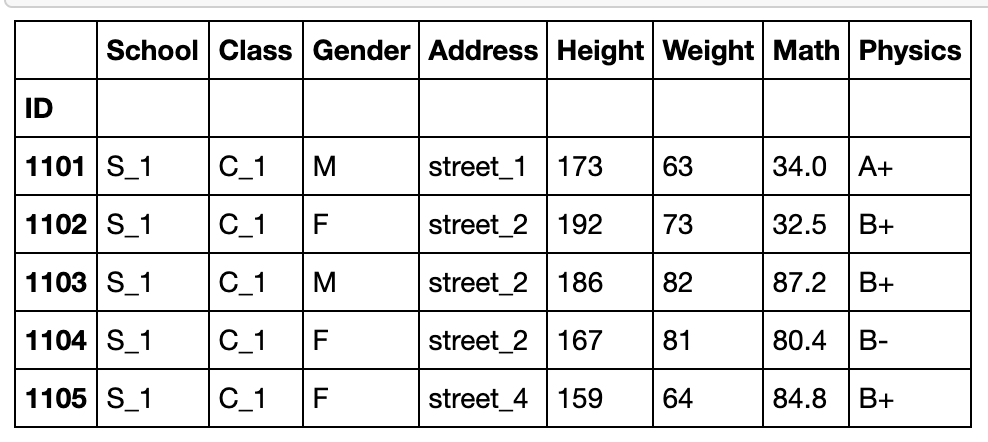 School Class Gender Address Height Weight Math Physics
ID
1101 S_1 C_1 M street_1 173 63 34.0 A+
1102 S_1 C_1 F street_2 192 73 32.5 B+
1103 S_1 C_1 M street_2 186 82 87.2 B+
1104 S_1 C_1 F street_2 167 81 80.4 B-
1105 S_1 C_1 F street_4 159 64 84.8 B+